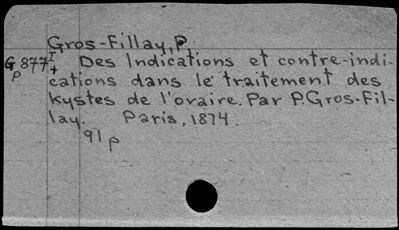 Gros-Fillay, P
Gp 877 I+ Des Indications et contre-indi-
cations dans le traitement des
kystes de l'ovaire. Par P. Gros-Fil-
lay. Paris, 1874.
91 p